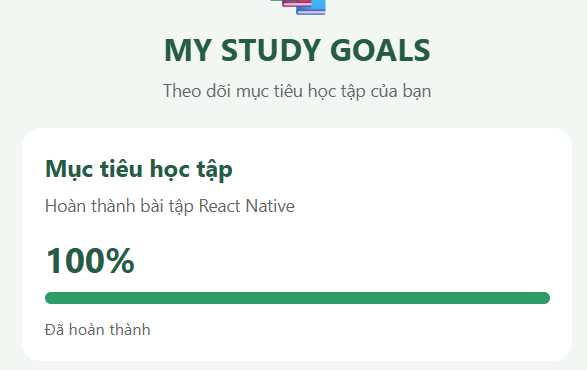 MY STUDY GOALS
Theo dõi mục tiêu học tập của bạn
Mục tiêu học tập
Hoàn thành bài tập React Native
100%
Đã hoàn thành